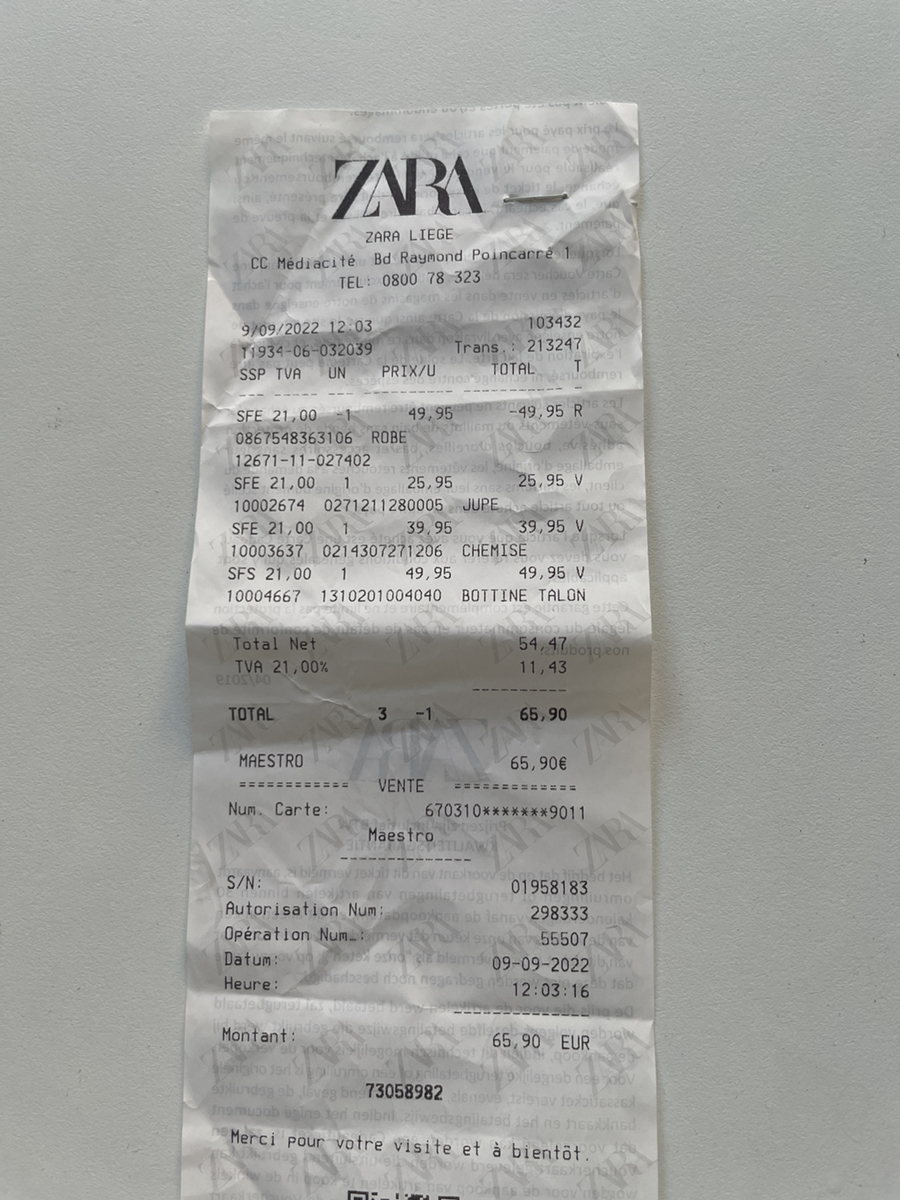 ZARA
ZARA LIEGE
CC Médiacité Bd Raymond Poincarré 1
TEL: 0800 78 323
9/09/2022 12:03 103432
11934-06-032039 Trans.: 213247
SSP TVA UN PRIX/U TOTAL T
SFE 21,00 -1 49,95 -49,95 R
0867548363106 ROBE
12671-11-027402
SFE 21,00 1 25,95 25,95 V
10002674 0271211280005 JUPE
SFE 21,00 1 39,95 39,95 V
10003637 0214307271206 CHEMISE
SFS 21,00 1 49,95 49,95 V
10004667 1310201004040 BOTTINE TALON
Total Net 54,47
TVA 21,00% 11,43
TOTAL 3 -1 65,90
MAESTRO 65,90€
============ VENTE =============
Num. Carte: 670310*******9011
Maestro
--------------
S/N: 01958183
Autorisation Num: 298333
Opération Num.: 55507
Datum: 09-09-2022
Heure: 12:03:16
---------------
Montant: 65,90 EUR
73058982
Merci pour votre visite et à bientôt.